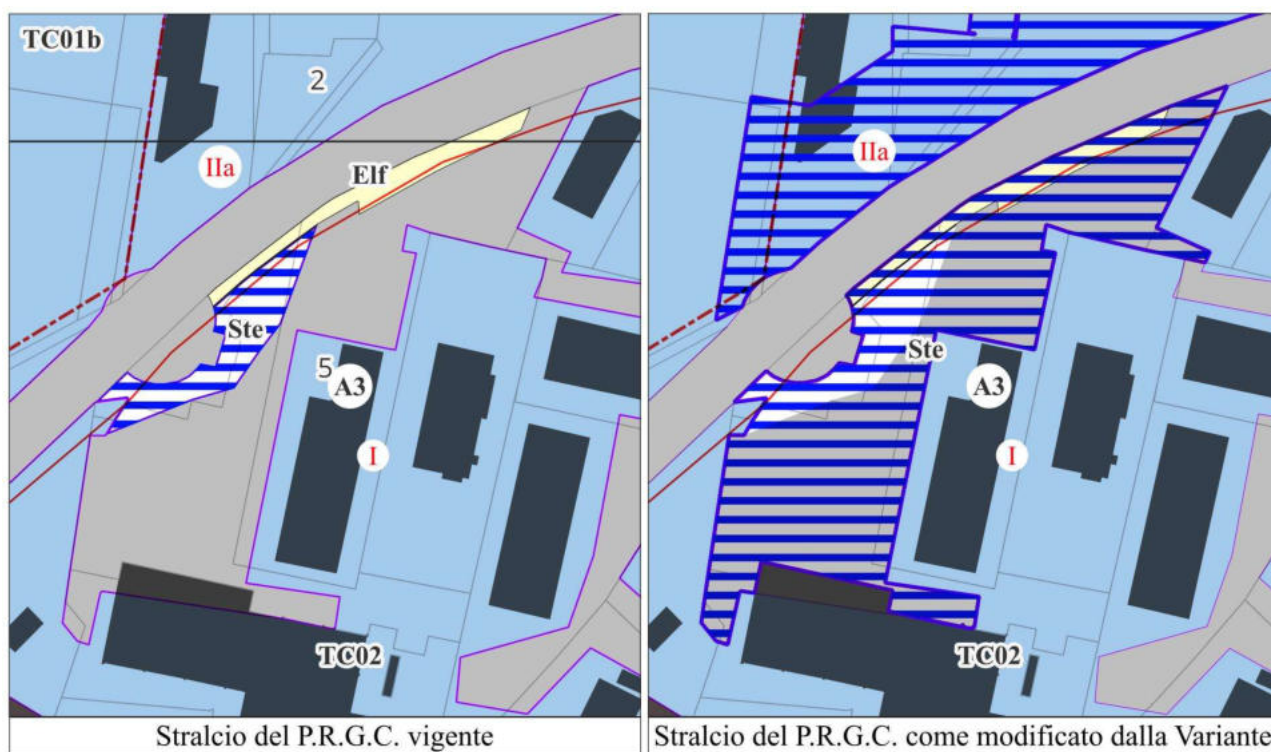 TC01b
2
IIa
Elf
Ste
5
A3
I
TC02
Stralcio del P.R.G.C. vigente
IIa
Ste
A3
I
TC02
Stralcio del P.R.G.C. come modificato dalla Variante